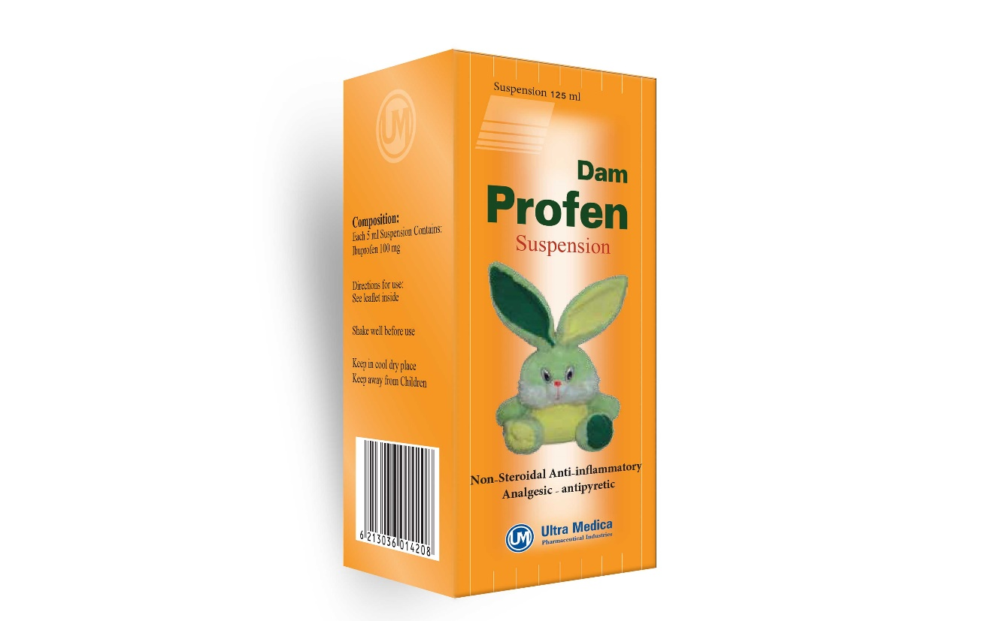 UM
Composition:
Each 5 ml Suspension Contains:
Ibuprofen 100 mg
Directions for use:
See leaflet inside
Shake well before use
Keep in cool dry place
Keep away from Children
6 213036 014208
Suspension 125 ml
Dam
Profen
Suspension
Non-Steroidal Anti-inflammatory
Analgesic - antipyretic
UM
Ultra Medica
Pharmaceutical Industries